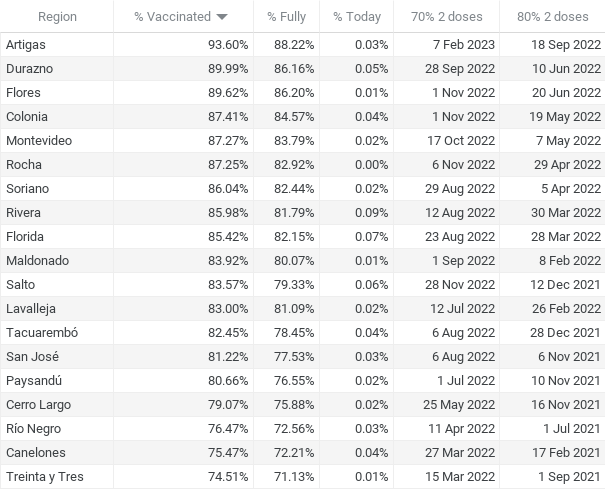 Region % Vaccinated % Fully % Today 70% 2 doses 80% 2 doses
Artigas 93.60% 88.22% 0.03% 7 Feb 2023 18 Sep 2022
Durazno 89.99% 86.16% 0.05% 28 Sep 2022 10 Jun 2022
Flores 89.62% 86.20% 0.01% 1 Nov 2022 20 Jun 2022
Colonia 87.41% 84.57% 0.04% 1 Nov 2022 19 May 2022
Montevideo 87.27% 83.79% 0.02% 17 Oct 2022 7 May 2022
Rocha 87.25% 82.92% 0.00% 6 Nov 2022 29 Apr 2022
Soriano 86.04% 82.44% 0.02% 29 Aug 2022 5 Apr 2022
Rivera 85.98% 81.79% 0.09% 12 Aug 2022 30 Mar 2022
Florida 85.42% 82.15% 0.07% 23 Aug 2022 28 Mar 2022
Maldonado 83.92% 80.07% 0.01% 1 Sep 2022 8 Feb 2022
Salto 83.57% 79.33% 0.06% 28 Nov 2022 12 Dec 2021
Lavalleja 83.00% 81.09% 0.02% 12 Jul 2022 26 Feb 2022
Tacuarembó 82.45% 78.45% 0.04% 6 Aug 2022 28 Dec 2021
San José 81.22% 77.53% 0.03% 6 Aug 2022 6 Nov 2021
Paysandú 80.66% 76.55% 0.02% 1 Jul 2022 10 Nov 2021
Cerro Largo 79.07% 75.88% 0.02% 25 May 2022 16 Nov 2021
Río Negro 76.47% 72.56% 0.03% 11 Apr 2022 1 Jul 2021
Canelones 75.47% 72.21% 0.04% 27 Mar 2022 17 Feb 2021
Treinta y Tres 74.51% 71.13% 0.01% 15 Mar 2022 1 Sep 2021